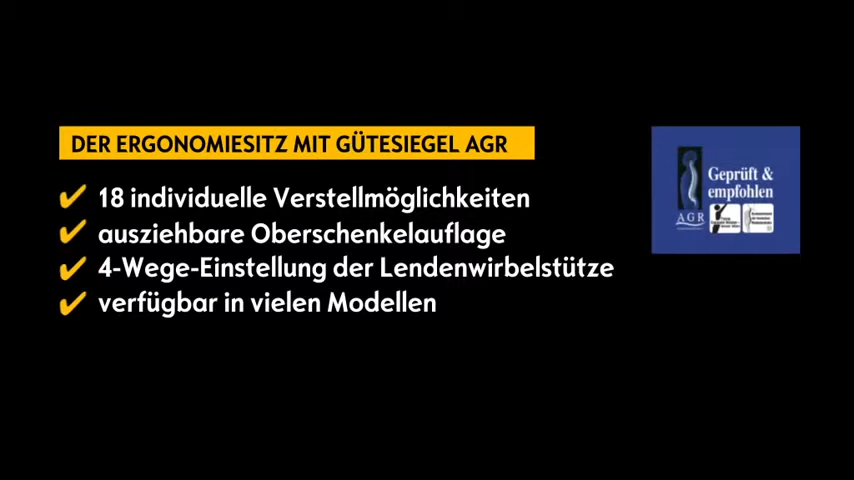 DER ERGONOMIESITZ MIT GÜTESIEGEL AGR
18 individuelle Verstellmöglichkeiten
ausziehbare Oberschenkelauflage
4-Wege-Einstellung der Lendenwirbelstütze
verfügbar in vielen Modellen
Geprüft &
empfohlen
AGR